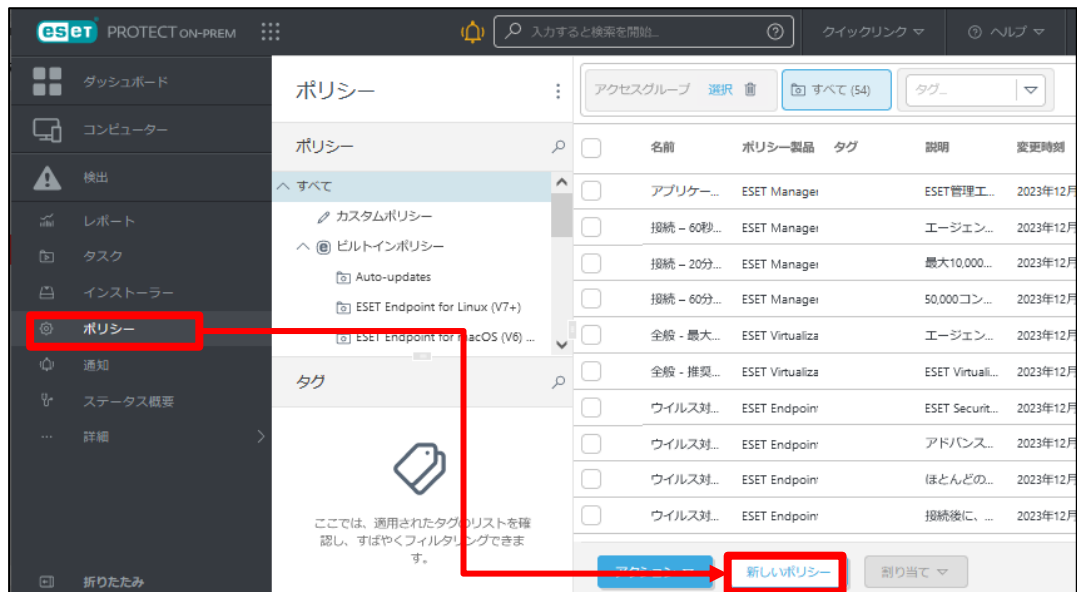 eset PROTECT ON-PREM
入力すると検索を開始...
クイックリンク
ヘルプ
ダッシュボード
コンピューター
検出
レポート
タスク
インストーラー
ポリシー
通知
ステータス概要
詳細
折りたたみ
ポリシー
ポリシー
すべて
カスタムポリシー
ビルトインポリシー
Auto-updates
ESET Endpoint for Linux (V7+)
ESET Endpoint for macOS (V6) ...
タグ
ここでは、適用されたタグのリストを確
認し、すばやくフィルタリングできま
す。
アクセスグループ 選択 すべて (54) タグ...
名前 ポリシー製品 タグ 説明 変更時刻
アプリケー... ESET Manager ESET管理エ... 2023年12月
接続 – 60秒... ESET Manager エージェン... 2023年12月
接続 – 20分... ESET Manager 最大10,000... 2023年12月
接続 – 60分... ESET Manager 50,000コン... 2023年12月
全般 - 最大... ESET Virtualiza エージェン... 2023年12月
全般 - 推奨... ESET Virtualiza ESET Virtuali... 2023年12月
ウイルス対... ESET Endpoin ESET Securit... 2023年12月
ウイルス対... ESET Endpoin アドバンス... 2023年12月
ウイルス対... ESET Endpoin ほとんどの... 2023年12月
ウイルス対... ESET Endpoin 接続後に、... 2023年12月
アクション 新しいポリシー 割り当て